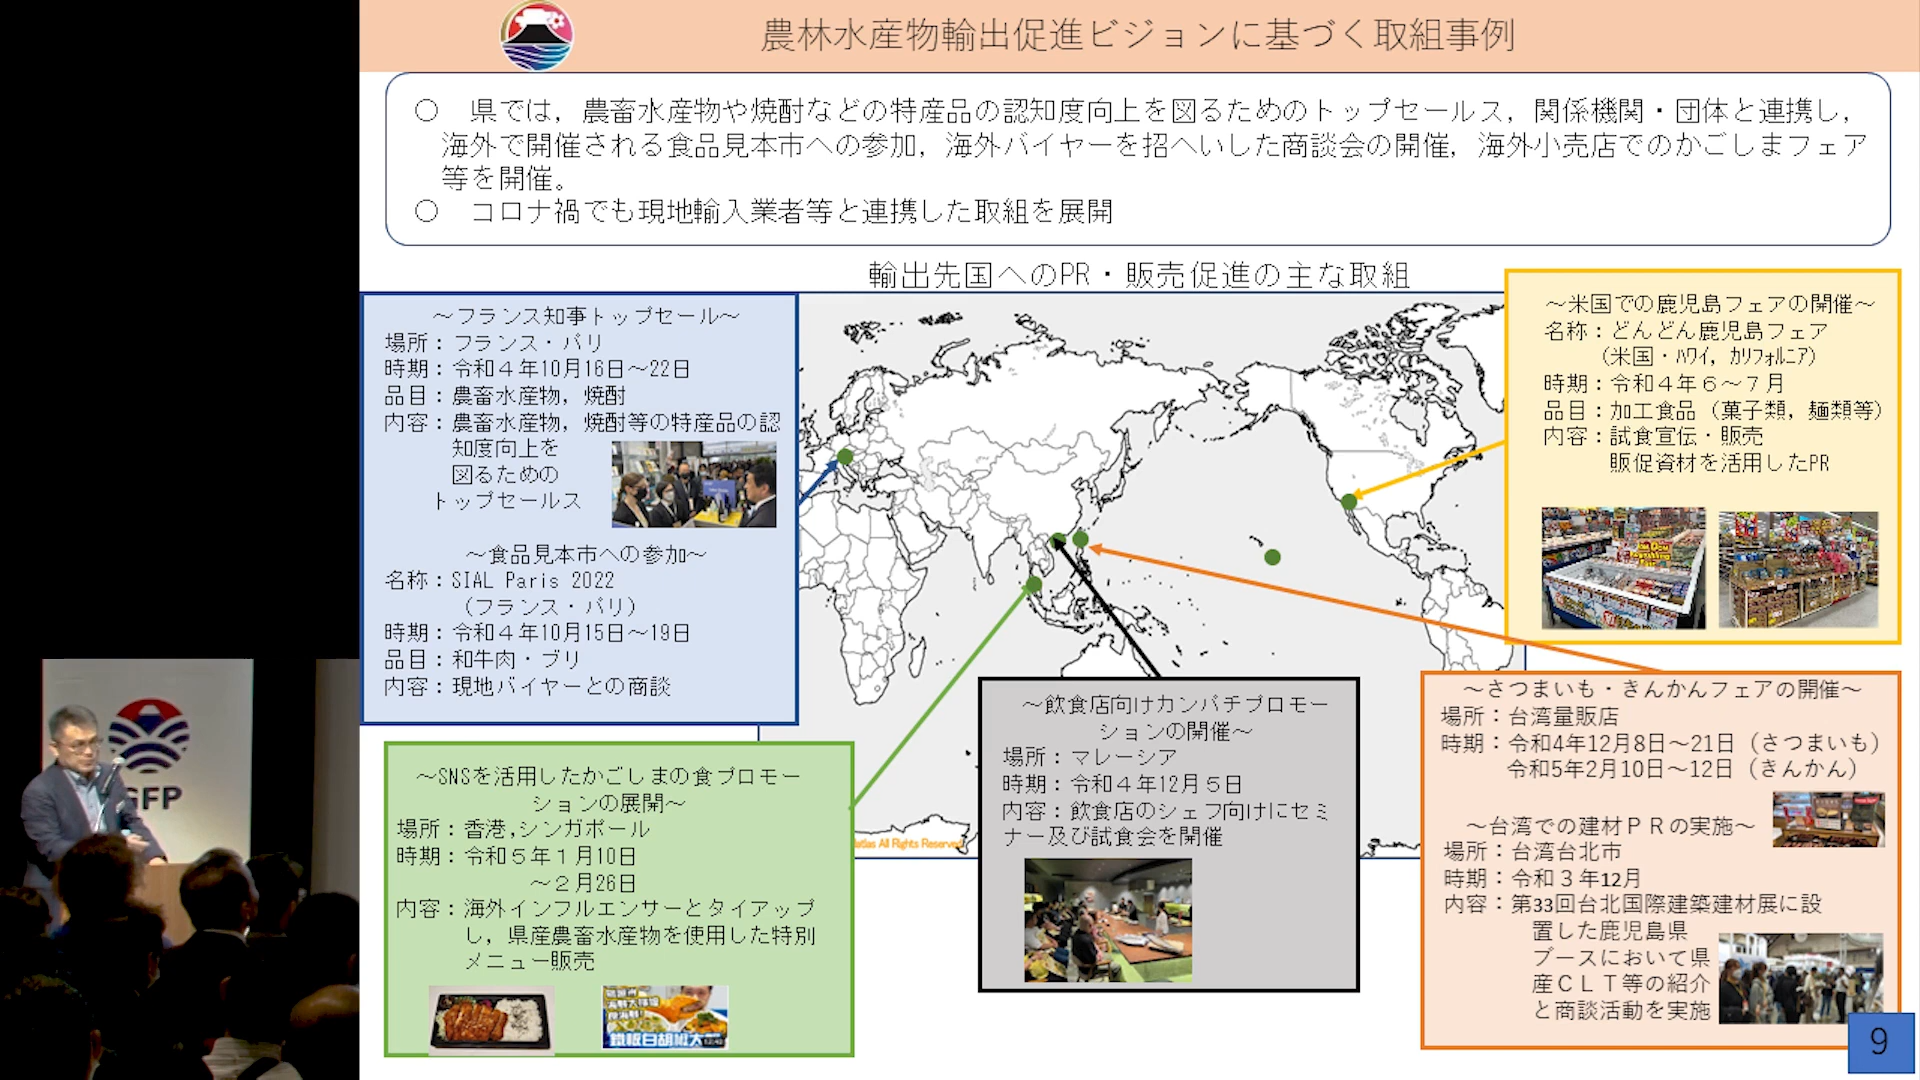 農林水産物輸出促進ビジョンに基づく取組事例
○　県では，農畜水産物や焼酎などの特産品の認知度向上を図るためのトップセールス，関係機関・団体と連携し，
海外で開催される食品見本市への参加，海外バイヤーを招へいした商談会の開催，海外小売店でのかごしまフェア
等を開催。
○　コロナ禍でも現地輸入業者等と連携した取組を展開
輸出先国へのPR・販売促進の主な取組
～フランス知事トップセール～
場所：フランス・パリ
時期：令和４年10月16日～22日
品目：農畜水産物，焼酎
内容：農畜水産物，焼酎等の特産品の認
知度向上を
図るための
トップセールス
～食品見本市への参加～
名称：SIAL Paris 2022
（フランス・パリ）
時期：令和４年10月15日～19日
品目：和牛肉・ブリ
内容：現地バイヤーとの商談
～SNSを活用したかごしまの食プロモー
ションの展開～
場所：香港,シンガポール
時期：令和５年１月10日
～２月26日
内容：海外インフルエンサーとタイアップ
し，県産農畜水産物を使用した特別
メニュー販売
鐵板白胡椒大
12:42
atlas All Rights Reserved
～飲食店向けカンパチプロモー
ションの開催～
場所：マレーシア
時期：令和４年12月５日
内容：飲食店のシェフ向けにセミ
ナー及び試食会を開催
～米国での鹿児島フェアの開催～
名称：どんどん鹿児島フェア
（米国・ﾊﾜｲ，ｶﾘﾌｫﾙﾆｱ）
時期：令和４年６～７月
品目：加工食品（菓子類，麺類等）
内容：試食宣伝・販売
販促資材を活用したPR
～さつまいも・きんかんフェアの開催～
場所：台湾量販店
時期：令和4年12月8日～21日（さつまいも）
令和5年2月10日～12日（きんかん）
～台湾での建材ＰＲの実施～
場所：台湾台北市
時期：令和３年12月
内容：第33回台北国際建築建材展に設
置した鹿児島県
ブースにおいて県
産ＣＬＴ等の紹介
と商談活動を実施
9
GFP